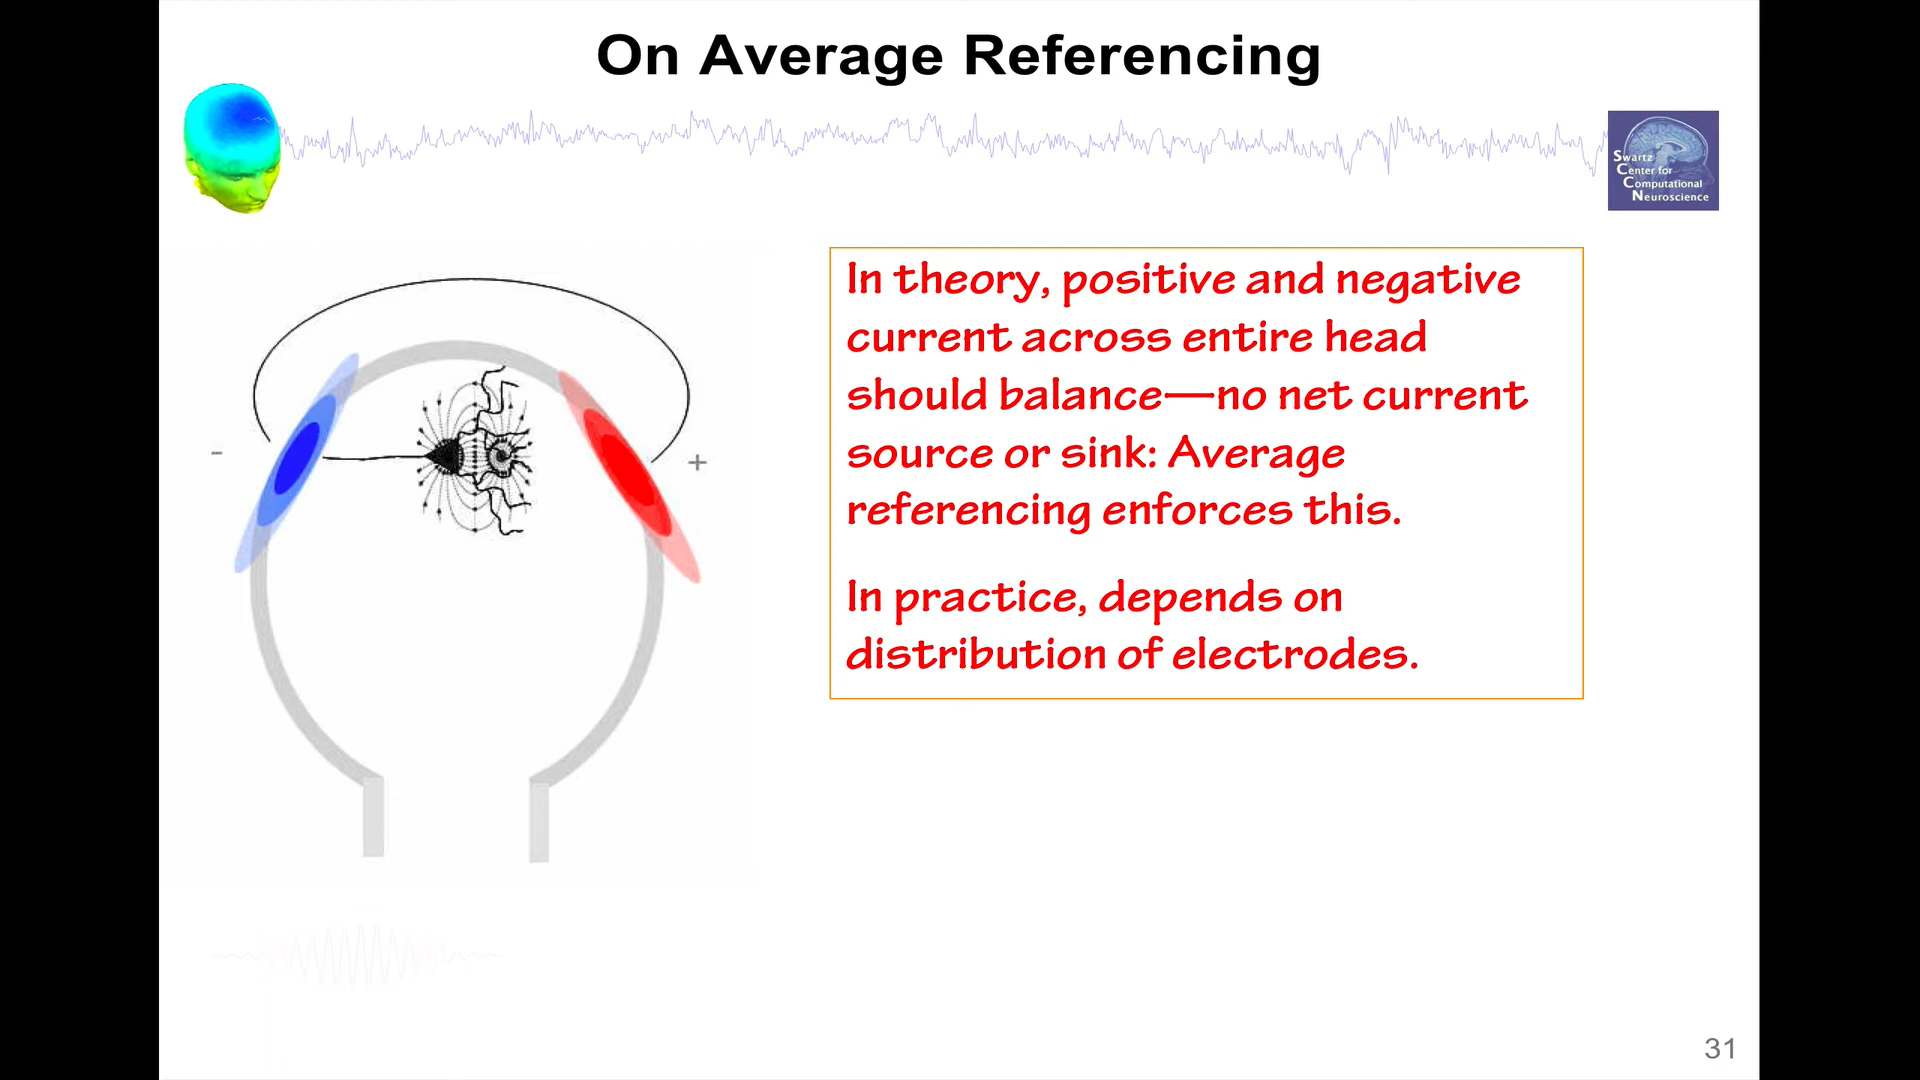 On Average Referencing
Swartz
Center for
Computational
Neuroscience
In theory, positive and negative
current across entire head
should balance—no net current
source or sink: Average
referencing enforces this.
In practice, depends on
distribution of electrodes.
-
+
31